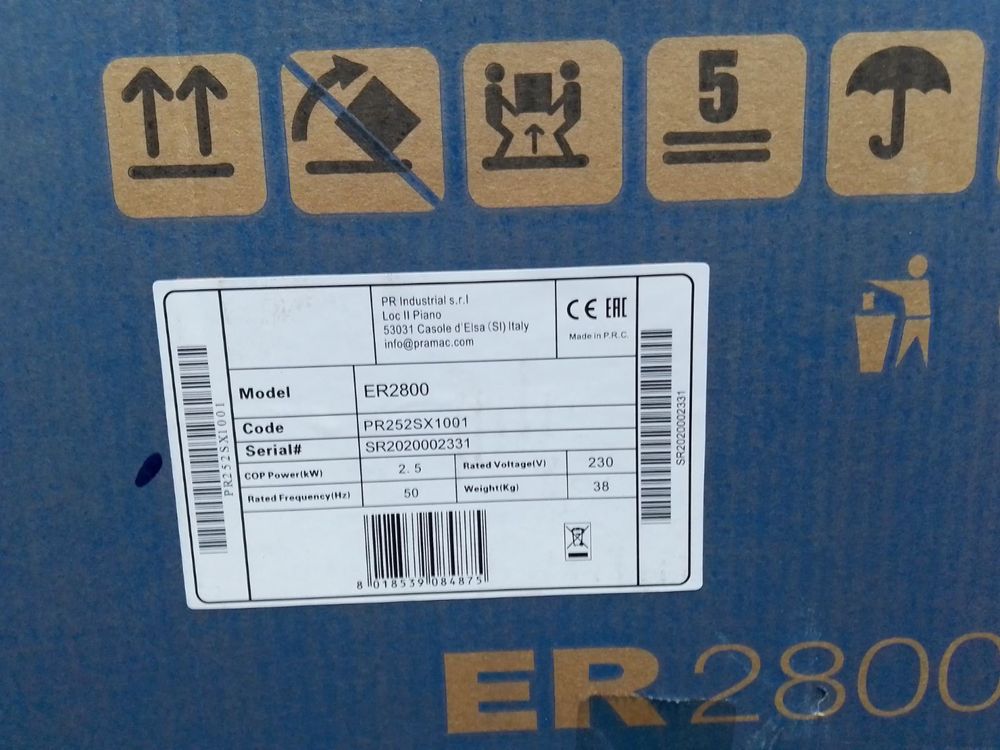 5
PR Industrial s.r.l
Loc Il Piano
53031 Casole d'Elsa (SI) Italy
info@pramac.com
CE EAC
Made in P.R.C.
Model ER2800
Code PR252SX1001
Serial# SR2020002331
COP Power(kW) 2.5 Rated Voltage(V) 230
Rated Frequency(Hz) 50 Weight(Kg) 38
8 018539 084875
PR252SX1001
SR2020002331
ER2800